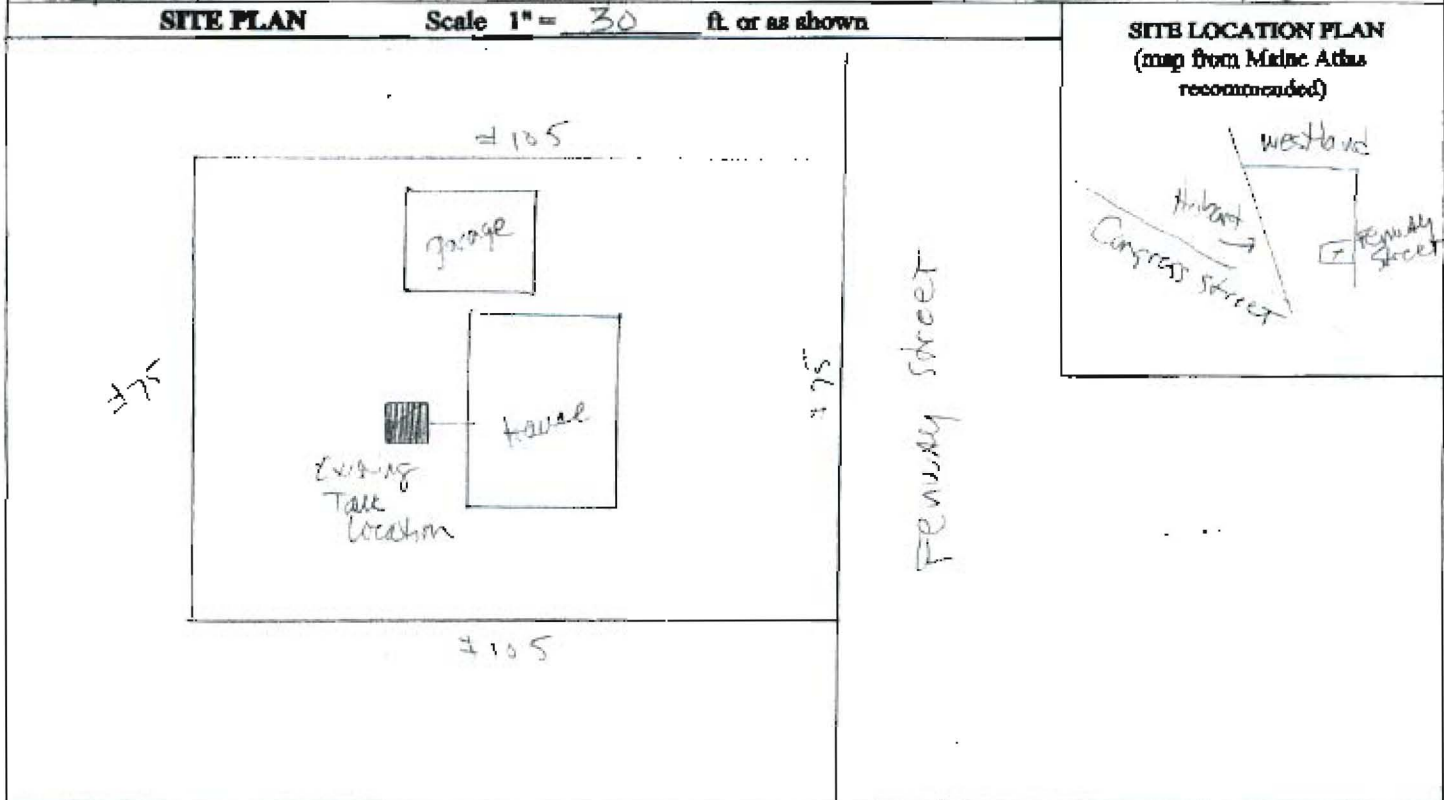 SITE PLAN Scale 1" = 30 ft. or as shown
SITE LOCATION PLAN
(map from Maine Atlas
recommended)
± 105
westland
garage
Congress Street
Fenway
Street
± 75
± 75
Fenway Street
House
Existing
Tank
Location
± 105